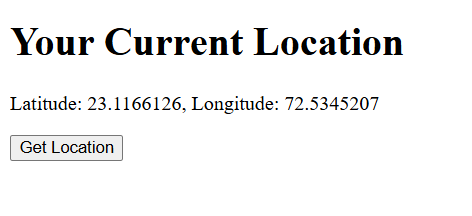 Your Current Location
Latitude: 23.1166126, Longitude: 72.5345207
Get Location